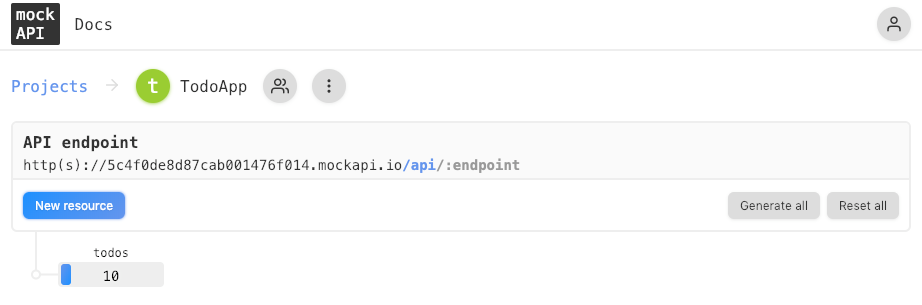 mock
API
Docs
Projects
t
TodoApp
API endpoint
http(s)://5c4f0de8d87cab001476f014.mockapi.io/api/:endpoint
New resource
Generate all
Reset all
todos
10